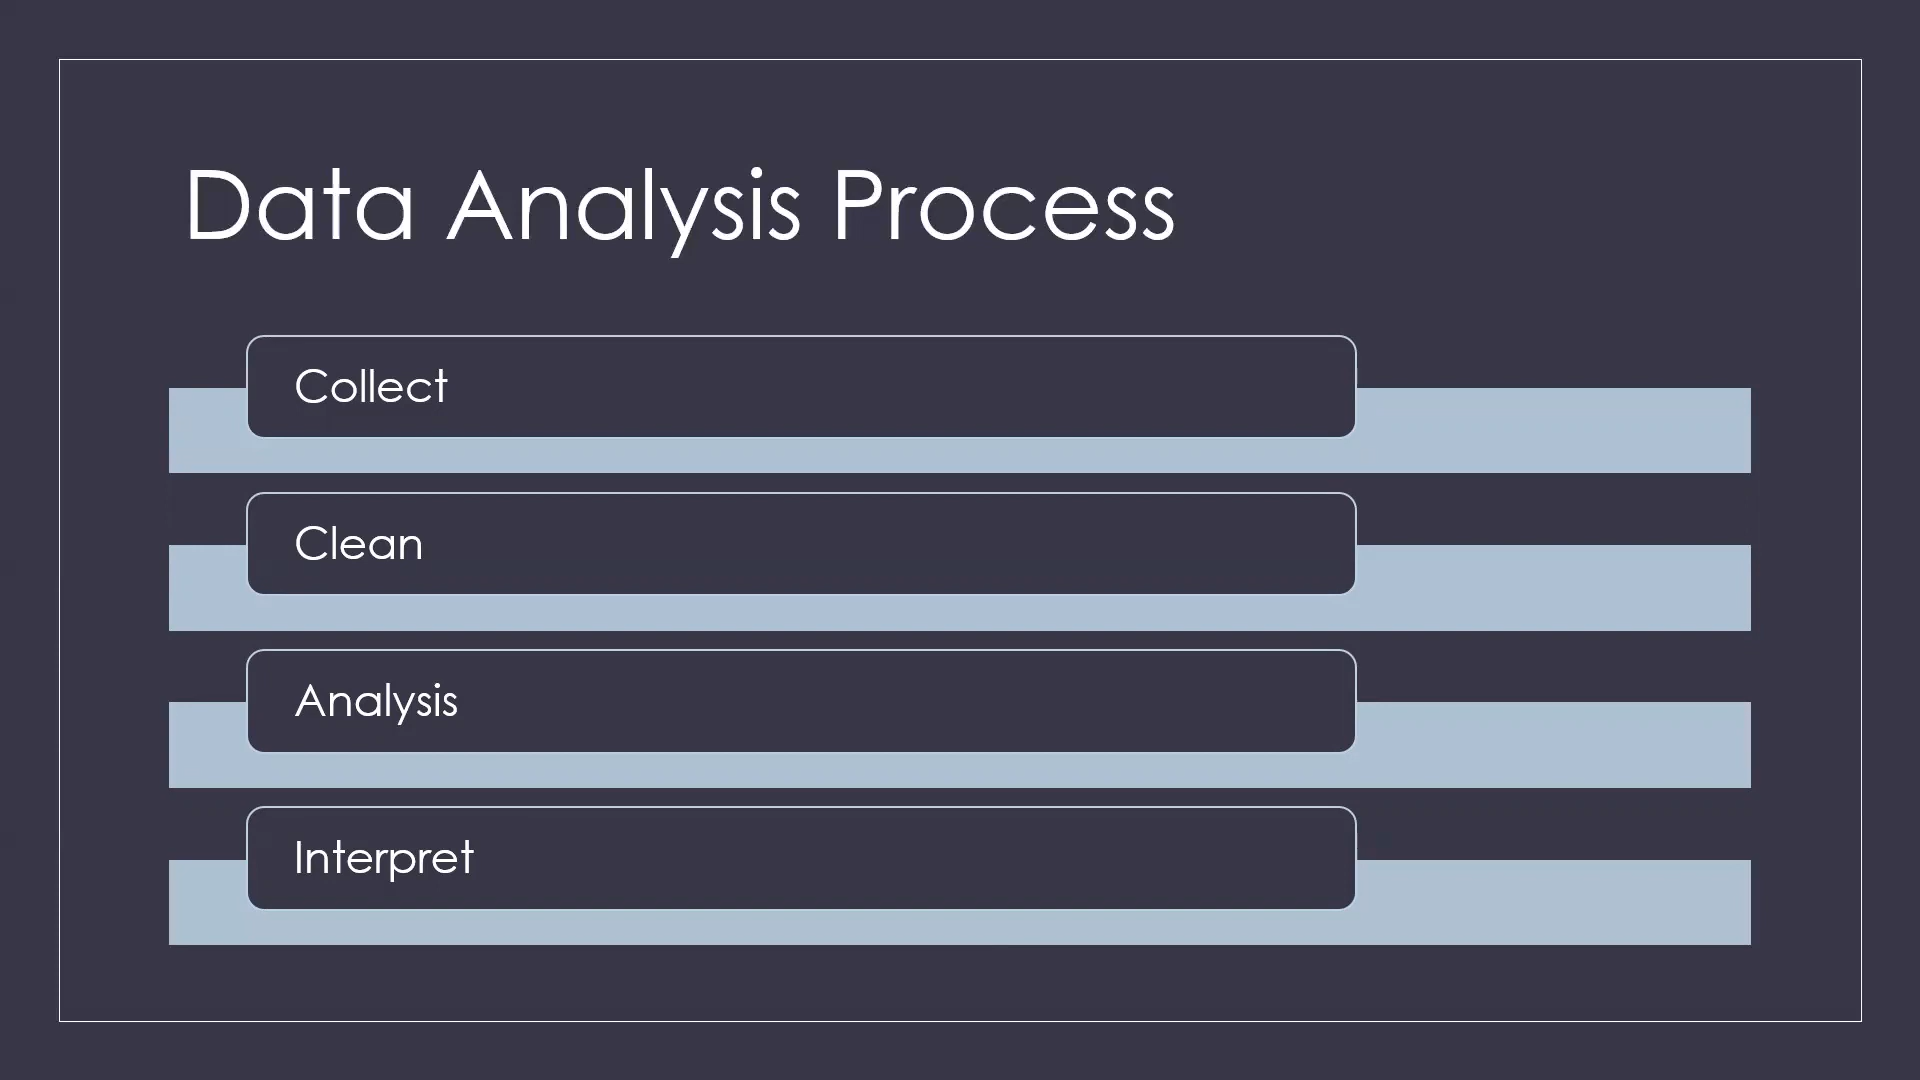 Data Analysis Process
Collect
Clean
Analysis
Interpret